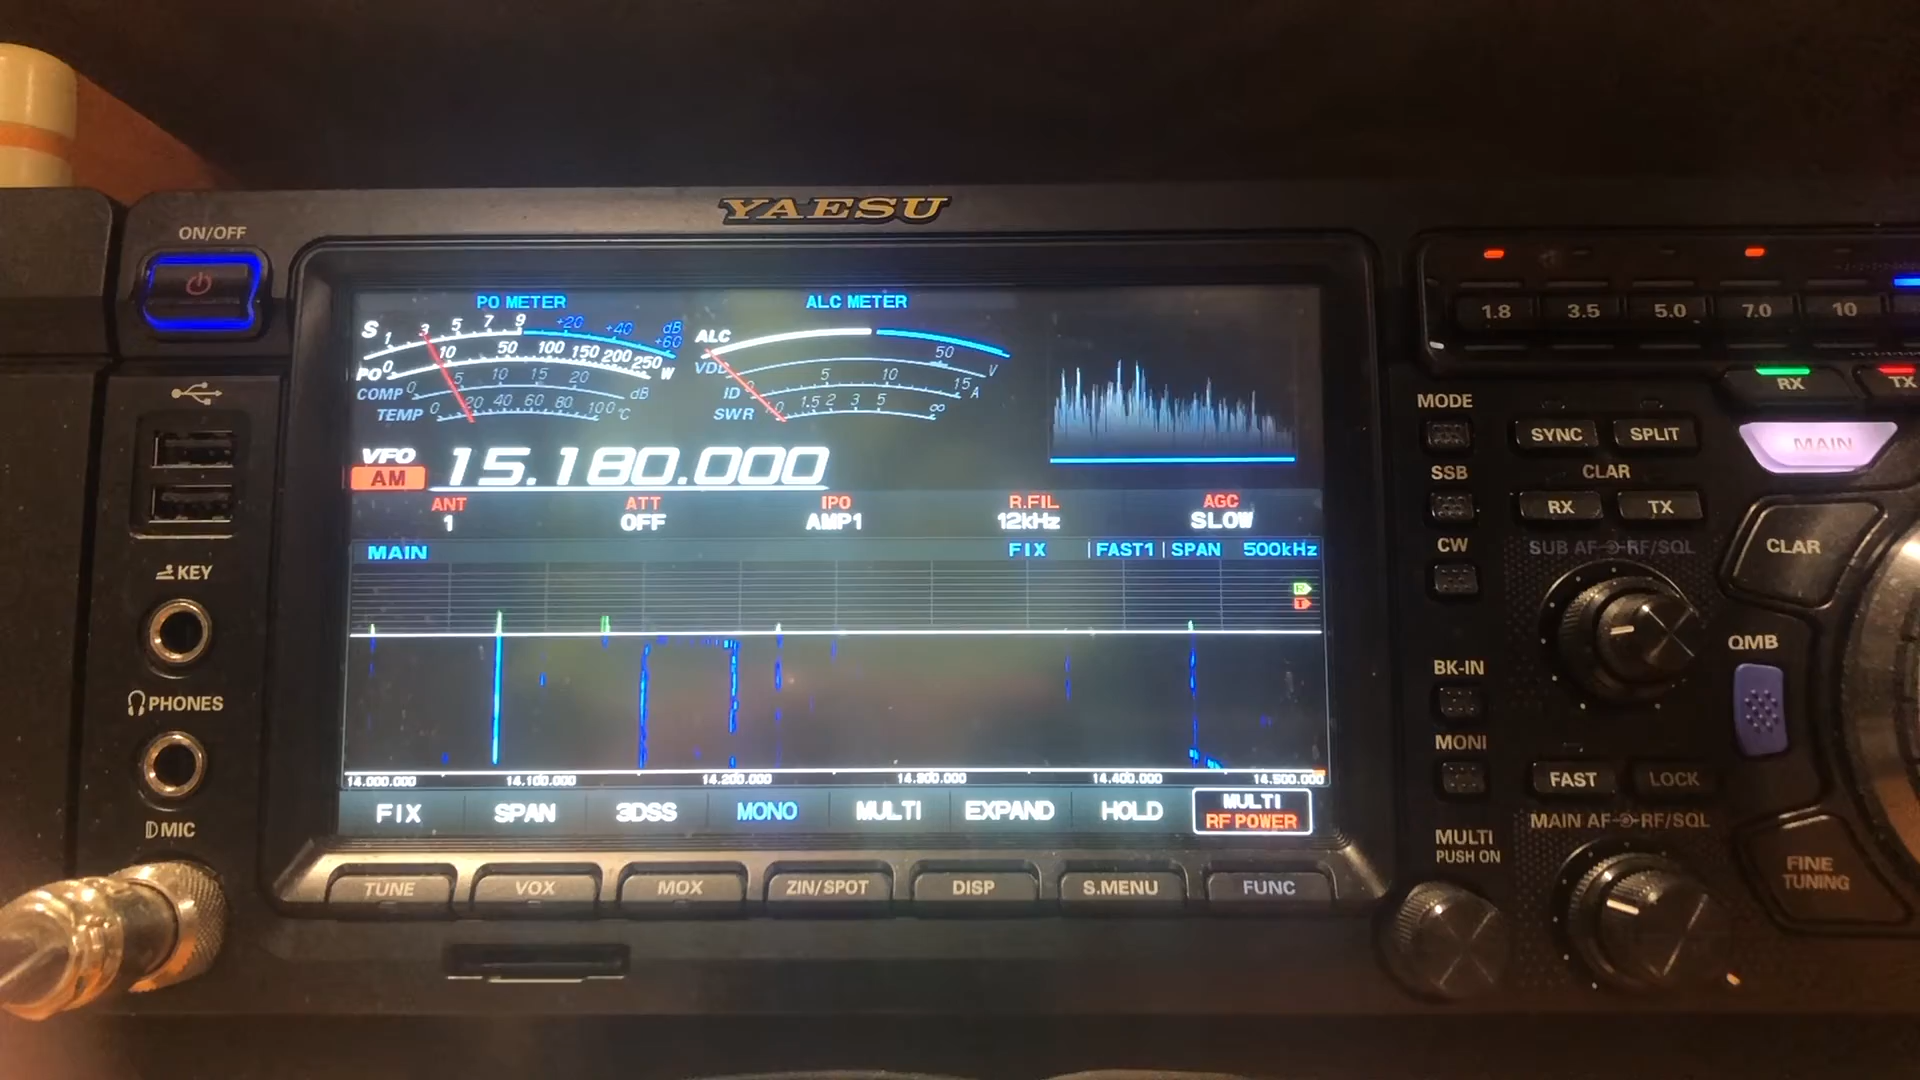 YAESU
ON/OFF
PO METER
ALC METER
S 1 3 5 7 9 +20 +40 +60 dB
PO 0 10 50 100 150 200 250 W
COMP 0 5 10 15 20 dB
TEMP 0 20 40 60 80 100 °C
ALC
VDD 50 V
ID 0 5 10 15 A
SWR 1.0 1.5 2 3 5 ∞
VFO
AM
15.180.000
ANT ATT IPO R.FIL AGC
1 OFF AMP1 12kHz SLOW
MAIN FIX FAST1 SPAN 500kHz
R
T
14.000.000 14.100.000 14.200.000 14.300.000 14.400.000 14.500.000
FIX SPAN 3DSS MONO MULTI EXPAND HOLD MULTI
RF POWER
TUNE VOX MOX ZIN/SPOT DISP S.MENU FUNC
KEY
PHONES
MIC
1.8 3.5 5.0 7.0 10
RX TX
MODE
SYNC SPLIT
MAIN
SSB
CLAR
RX TX
CW
SUB AF RF/SQL
CLAR
QMB
BK-IN
MONI
FAST LOCK
MAIN AF RF/SQL
MULTI
PUSH ON
FINE
TUNING